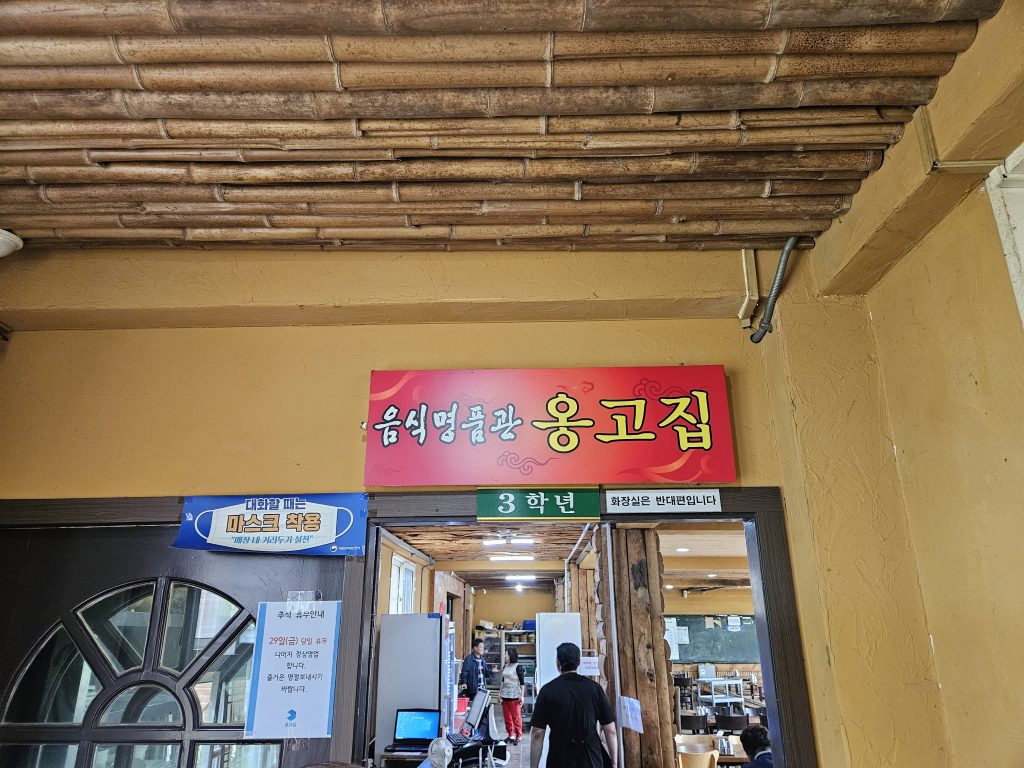 음식명품관 옹고집
3학년
화장실은 반대편입니다
대화할 때는
마스크 착용
"매장 내 거리두기 실천"
추석 휴무안내
29일(금) 당일 휴무
나머지 정상영업
합니다.
즐거운 명절보내시기
바랍니다.
옹고집